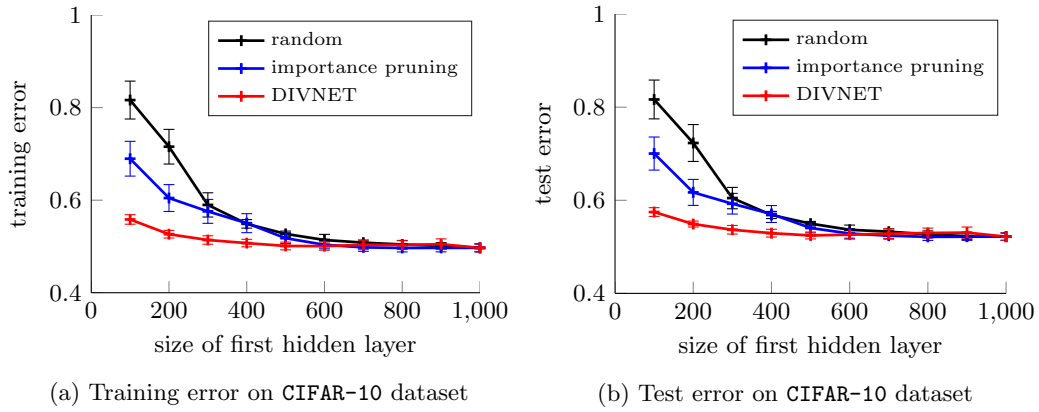 1
0.8
0.6
0.4
0
200
400
600
800
1,000
training error
size of first hidden layer
random
importance pruning
DIVNET
(a) Training error on CIFAR-10 dataset
1
0.8
0.6
0.4
0
200
400
600
800
1,000
test error
size of first hidden layer
random
importance pruning
DIVNET
(b) Test error on CIFAR-10 dataset